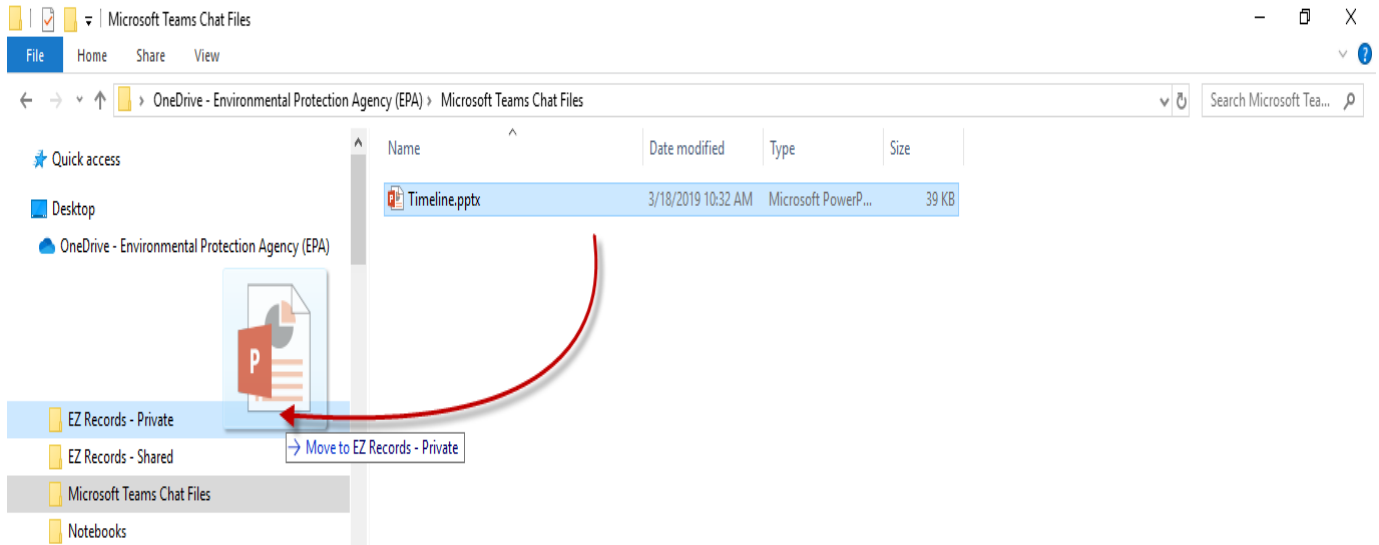 Microsoft Teams Chat Files
File Home Share View
OneDrive - Environmental Protection Agency (EPA) › Microsoft Teams Chat Files
Search Microsoft Tea...
Name Date modified Type Size
Quick access
Timeline.pptx 3/18/2019 10:32 AM Microsoft PowerP... 39 KB
Desktop
OneDrive - Environmental Protection Agency (EPA)
P
EZ Records - Private
→ Move to EZ Records - Private
EZ Records - Shared
Microsoft Teams Chat Files
Notebooks